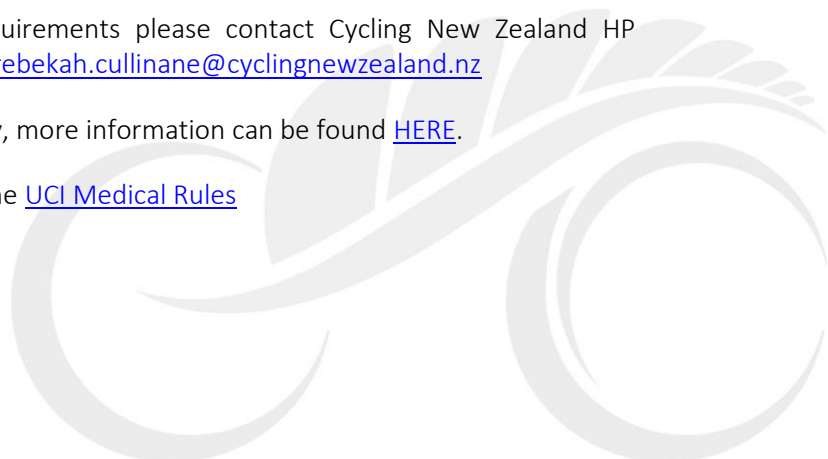 uirements please contact Cycling New Zealand HP
rebekah.cullinane@cyclingnewzealand.nz
, more information can be found HERE.
ne UCI Medical Rules